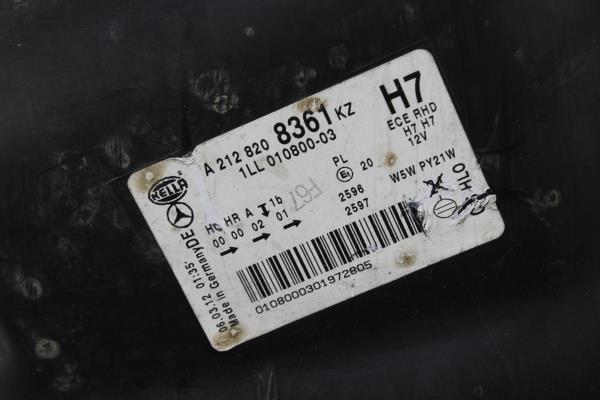 H7
A 212 820 8361 KZ
1LL 010800-03
ECE RHD
H7 H7
12V
HELLA
DE
HC HR A 1b
00 00 02 01
F67
PL
E1 20
2596
2597
W5W PY21W
HLO
06.03.12 01:35
Made in Germany
0108000301972805